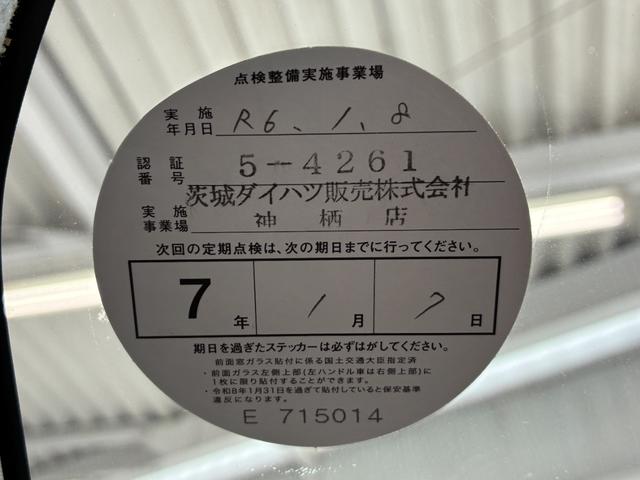 点検整備実施事業場
実施年月日 R6、1、8
認証番号 5-4261
茨城ダイハツ販売株式会社
実施事業場 神栖店
次回の定期点検は、次の期日までに行ってください。
7年 1月 7日
期日を過ぎたステッカーは必ずはがしてください。
前面窓ガラス貼付に係る国土交通大臣指定済
・前面ガラス左側上部(左ハンドル車は右側上部)に
1枚に限り貼付することができます。
・令和8年1月31日を過ぎて貼付していると保安基準
違反になります。
E 715014